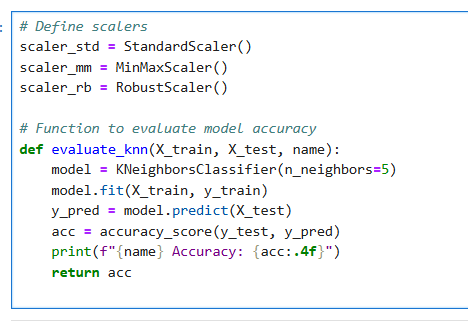 # Define scalers
scaler_std = StandardScaler()
scaler_mm = MinMaxScaler()
scaler_rb = RobustScaler()

# Function to evaluate model accuracy
def evaluate_knn(X_train, X_test, name):
    model = KNeighborsClassifier(n_neighbors=5)
    model.fit(X_train, y_train)
    y_pred = model.predict(X_test)
    acc = accuracy_score(y_test, y_pred)
    print(f"{name} Accuracy: {acc:.4f}")
    return acc